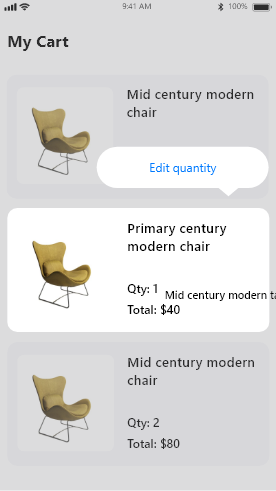 9:41 AM
100%
My Cart
Mid century modern
chair
Edit quantity
Primary century
modern chair
Qty: 1
Mid century modern ta
Total: $40
Mid century modern
chair
Qty: 2
Total: $80